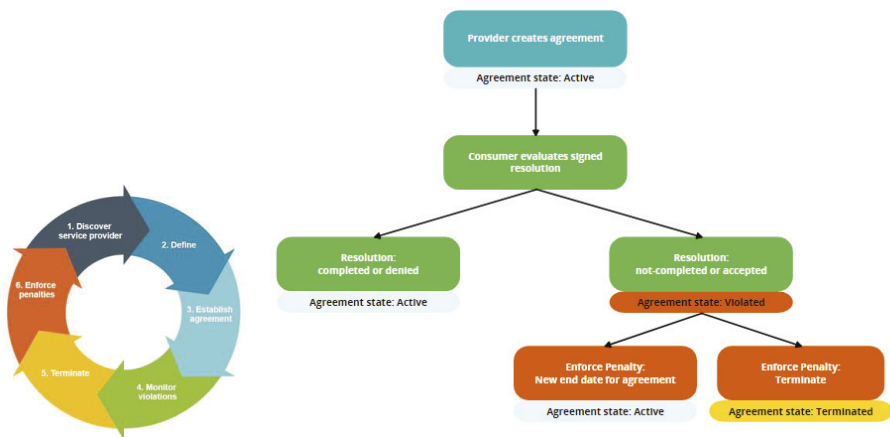 Provider creates agreement
Agreement state: Active
Consumer evaluates signed
resolution
Resolution:
completed or denied
Agreement state: Active
Resolution:
not-completed or accepted
Agreement state: Violated
Enforce Penalty:
New end date for agreement
Agreement state: Active
Enforce Penalty:
Terminate
Agreement state: Terminated
1. Discover
service provider
2. Define
3. Establish
agreement
4. Monitor
violations
5. Terminate
6. Enforce
penalties